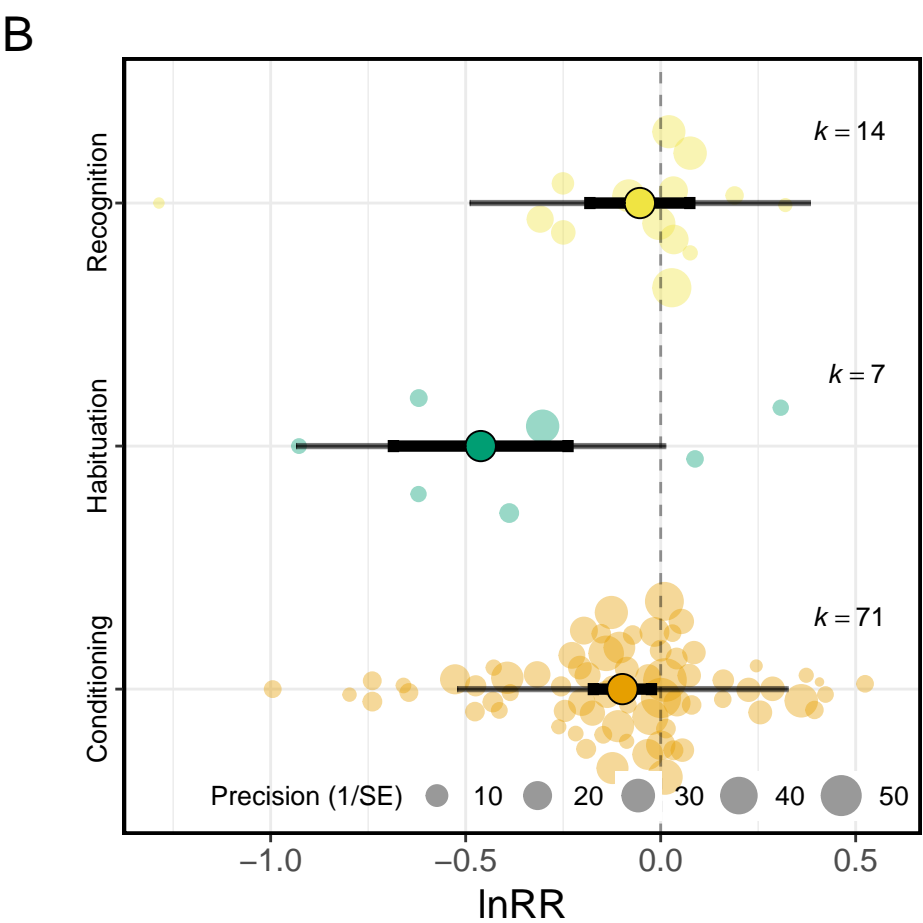 B
Recognition
k = 14
Habituation
k = 7
Conditioning
k = 71
Precision (1/SE) 10 20 30 40 50
−1.0 −0.5 0.0 0.5
lnRR